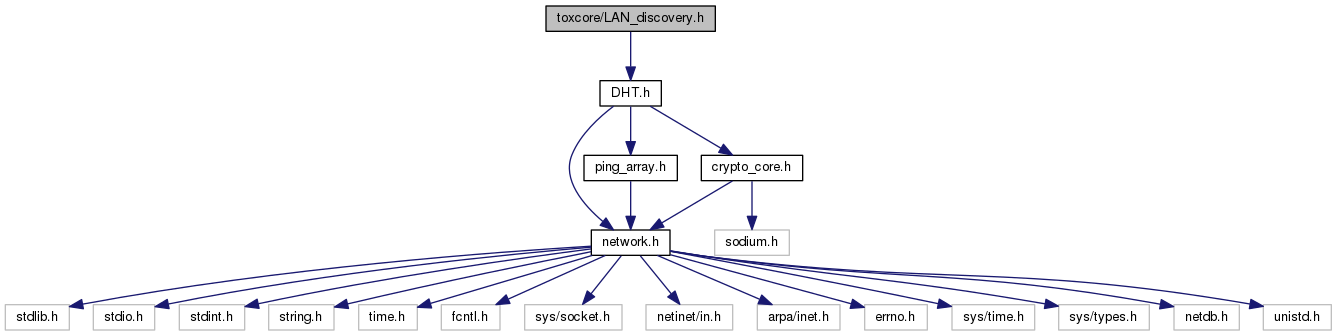 toxcore/LAN_discovery.h
DHT.h
ping_array.h
crypto_core.h
network.h
sodium.h
stdlib.h
stdio.h
stdint.h
string.h
time.h
fcntl.h
sys/socket.h
netinet/in.h
arpa/inet.h
errno.h
sys/time.h
sys/types.h
netdb.h
unistd.h